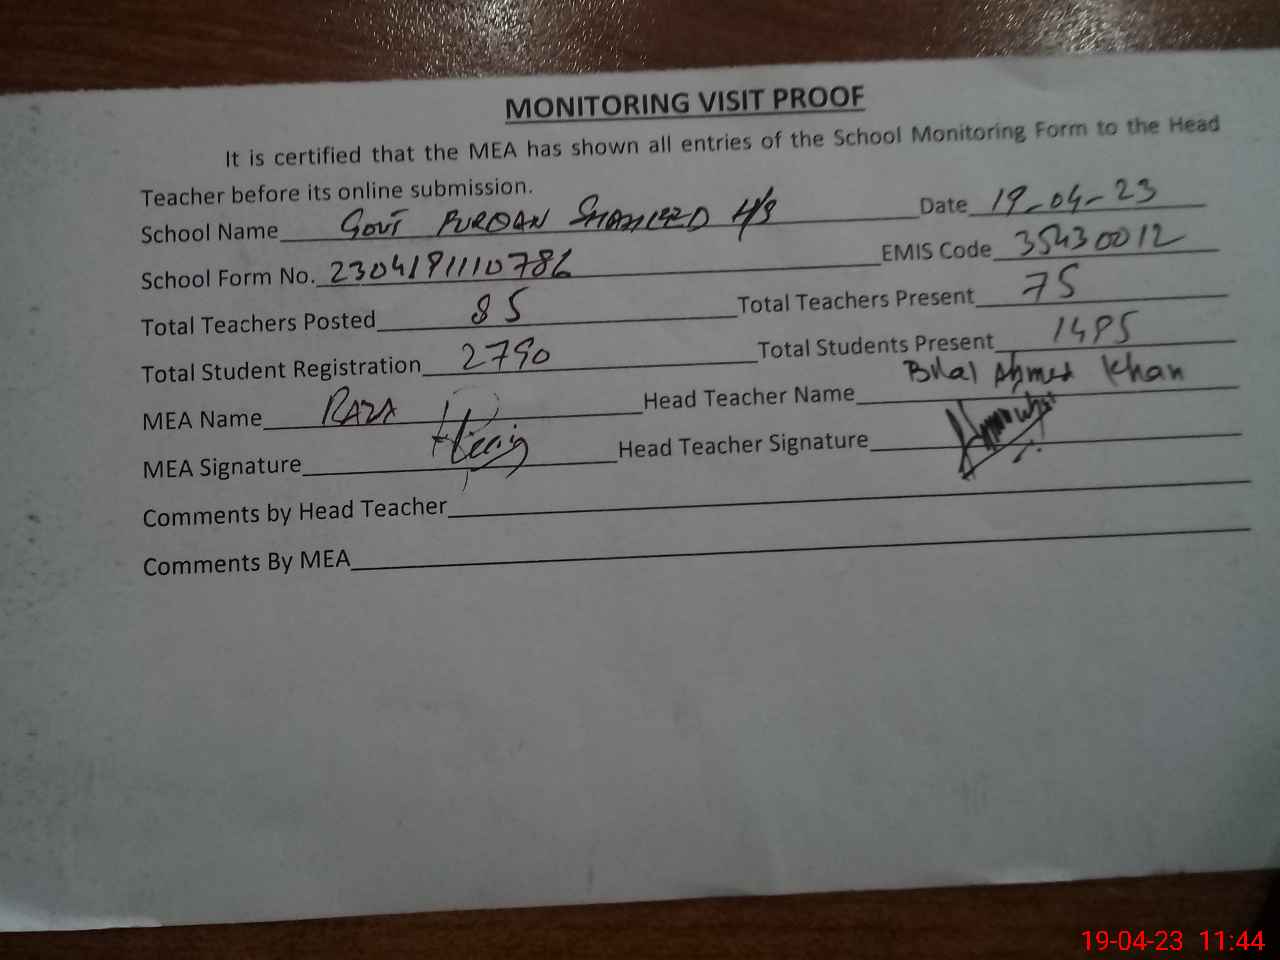 MONITORING VISIT PROOF
It is certified that the MEA has shown all entries of the School Monitoring Form to the Head
Teacher before its online submission.
School Name GOVT FURQAN SHAHEED H/S Date 19-04-23
School Form No. 2304191110786 EMIS Code 35430012
Total Teachers Posted 85 Total Teachers Present 75
Total Student Registration 2790 Total Students Present 1495
MEA Name RAZA Head Teacher Name Bilal Ahmed Khan
MEA Signature Head Teacher Signature
Comments by Head Teacher
Comments By MEA
19-04-23 11:44